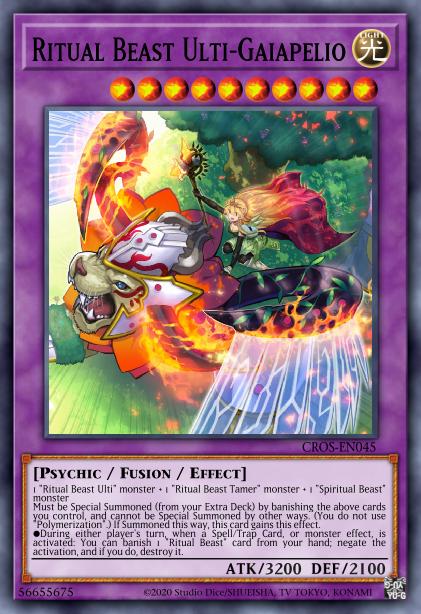 RITUAL BEAST ULTI-GAIAPELIO
LIGHT
光
CROS-EN045
[PSYCHIC / FUSION / EFFECT]
1 "Ritual Beast Ulti" monster + 1 "Ritual Beast Tamer" monster + 1 "Spiritual Beast"
monster
Must be Special Summoned (from your Extra Deck) by banishing the above cards
you control, and cannot be Special Summoned by other ways. (You do not use
"Polymerization".) If Summoned this way, this card gains this effect.
●During either player's turn, when a Spell/Trap Card, or monster effect, is
activated: You can banish 1 "Ritual Beast" card from your hand; negate the
activation, and if you do, destroy it.
ATK/3200 DEF/2100
56655675
©2020 Studio Dice/SHUEISHA, TV TOKYO, KONAMI